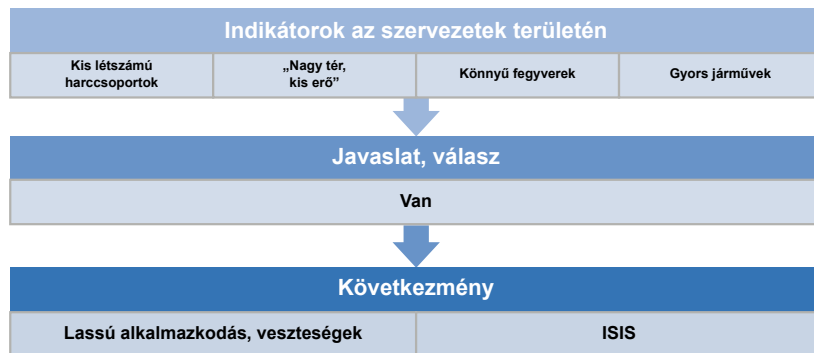 Indikátorok az szervezetek területén
Kis létszámú
harccsoportok
„Nagy tér,
kis erő”
Könnyű fegyverek
Gyors járművek
Javaslat, válasz
Van
Következmény
Lassú alkalmazkodás, veszteségek
ISIS